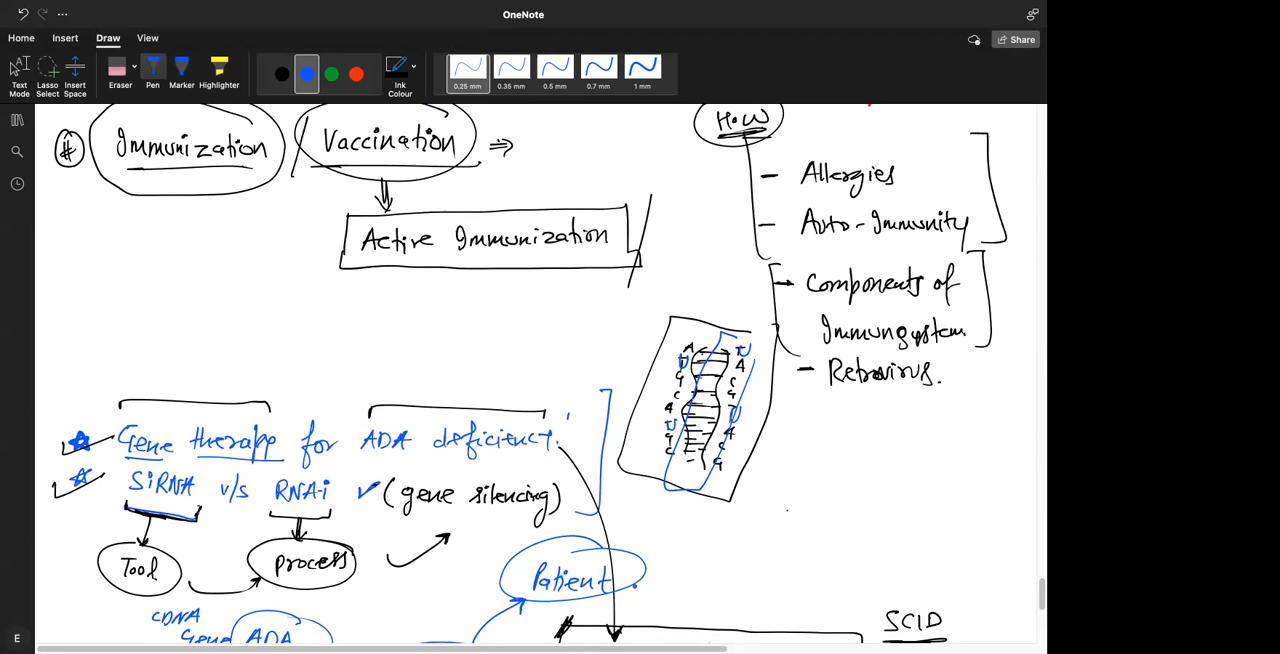 OneNote
Home Insert Draw View
Share
Text Mode
Lasso Select
Insert Space
Eraser
Pen
Marker
Highlighter
Ink Colour
0.25 mm 0.35 mm 0.5 mm 0.7 mm 1 mm
# Immunization / Vaccination ⇒
Active Immunization
H.W
- Allergies
- Auto-Immunity
→ Components of
Immunsystem.
- Retrovirus.
Gene therapy for ADA deficiency.
SiRNA v/s RNAi ✓ (gene silencing)
Tool
Process
Patient
CDNA
Gene ADA
SCID
E